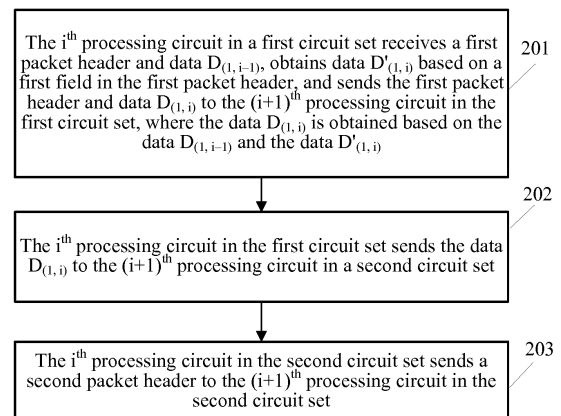 The i^th processing circuit in a first circuit set receives a first
packet header and data D_(1, i–1), obtains data D'_(1, i) based on a
first field in the first packet header, and sends the first packet
header and data D_(1, i) to the (i+1)^th processing circuit in the
first circuit set, where the data D_(1, i) is obtained based on the
data D_(1, i–1) and the data D'_(1, i)
201
The i^th processing circuit in the first circuit set sends the data
D_(1, i) to the (i+1)^th processing circuit in a second circuit set
202
The i^th processing circuit in the second circuit set sends a
second packet header to the (i+1)^th processing circuit in the
second circuit set
203